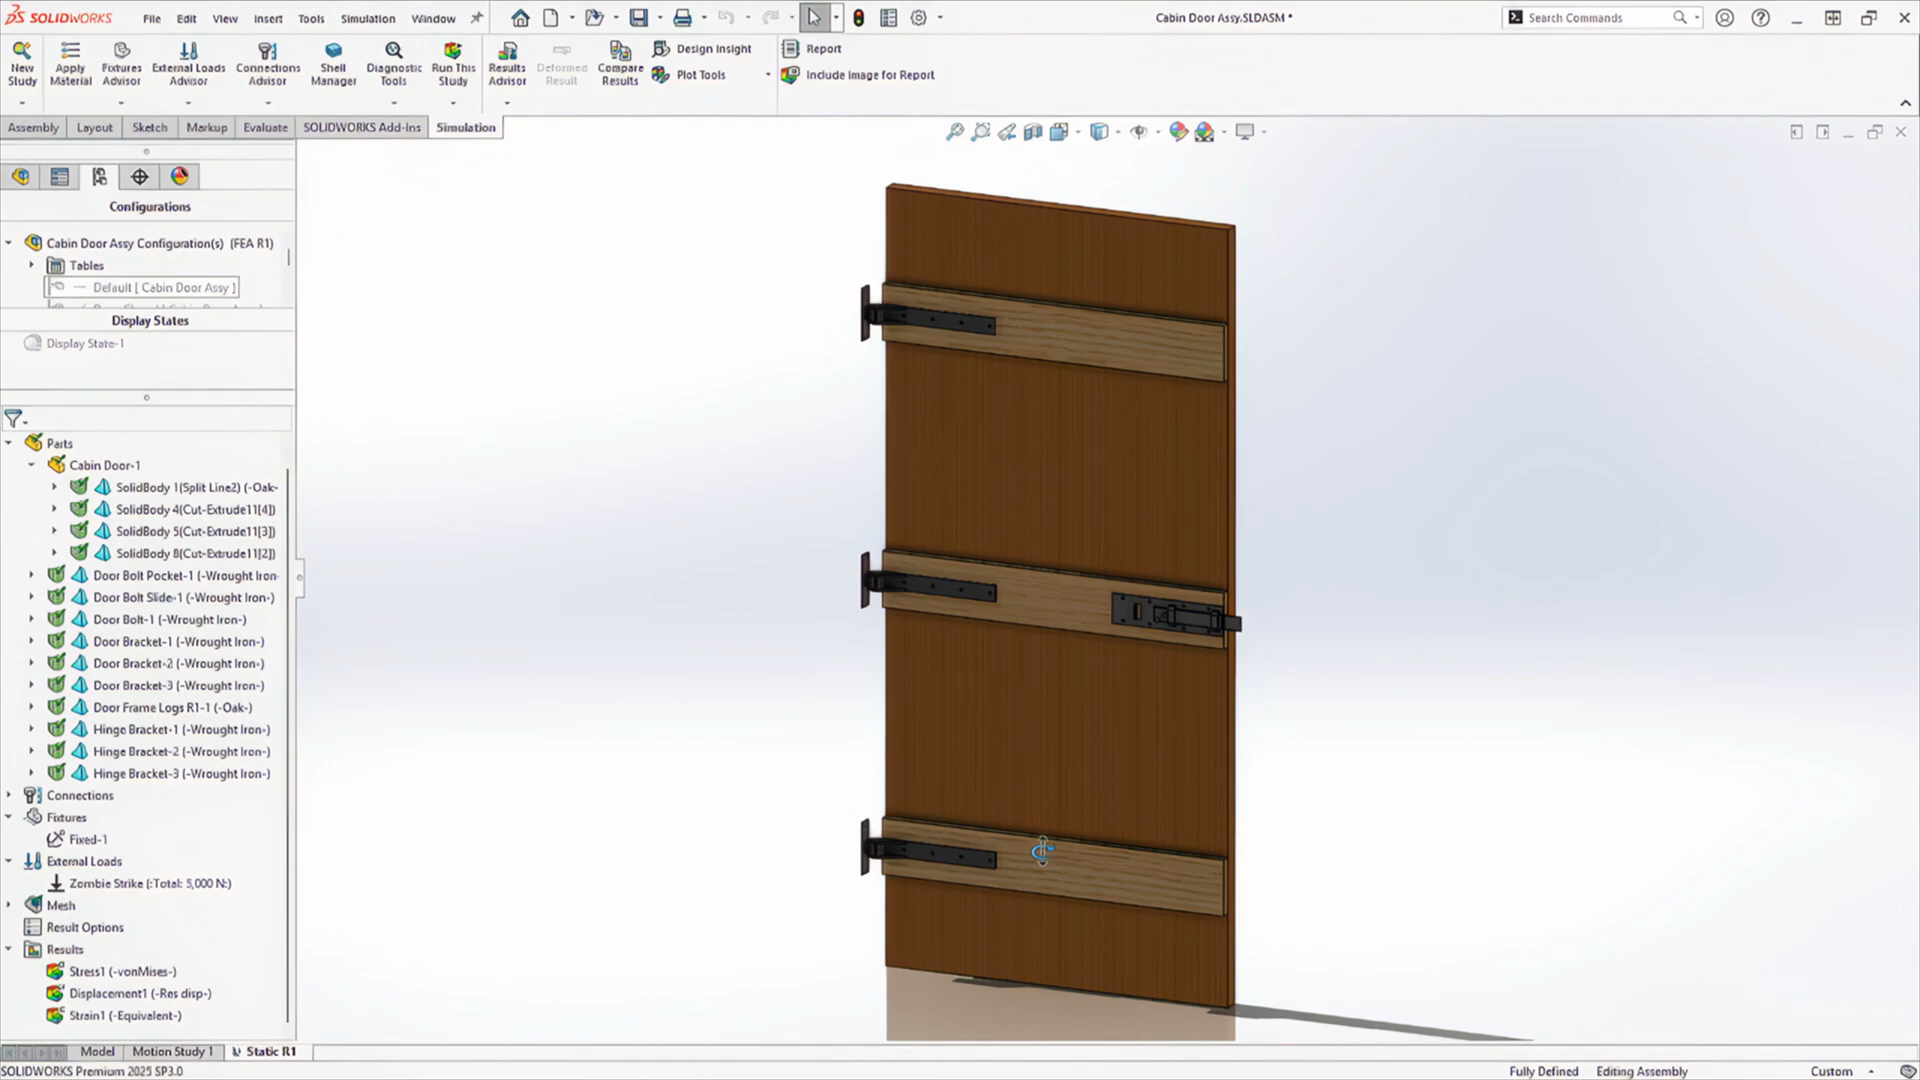 SOLIDWORKS
File Edit View Insert Tools Simulation Window
Cabin Door Assy.SLDASM *
Search Commands
New Study
Apply Material
Fixtures Advisor
External Loads Advisor
Connections Advisor
Shell Manager
Diagnostic Tools
Run This Study
Results Advisor
Deformed Result
Compare Results
Design Insight
Plot Tools
Report
Include Image for Report
Assembly Layout Sketch Markup Evaluate SOLIDWORKS Add-Ins Simulation
Configurations
Cabin Door Assy Configuration(s) (FEA R1)
Tables
Default [ Cabin Door Assy ]
Display States
Display State-1
Parts
Cabin Door-1
SolidBody 1(Split Line2) (-Oak-
SolidBody 4(Cut-Extrude11[4])
SolidBody 5(Cut-Extrude11[3])
SolidBody 8(Cut-Extrude11[2])
Door Bolt Pocket-1 (-Wrought Iron-
Door Bolt Slide-1 (-Wrought Iron-)
Door Bolt-1 (-Wrought Iron-)
Door Bracket-1 (-Wrought Iron-)
Door Bracket-2 (-Wrought Iron-)
Door Bracket-3 (-Wrought Iron-)
Door Frame Logs R1-1 (-Oak-)
Hinge Bracket-1 (-Wrought Iron-)
Hinge Bracket-2 (-Wrought Iron-)
Hinge Bracket-3 (-Wrought Iron-)
Connections
Fixtures
Fixed-1
External Loads
Zombie Strike (:Total: 5,000 N:)
Mesh
Result Options
Results
Stress1 (-vonMises-)
Displacement1 (-Res disp-)
Strain1 (-Equivalent-)
Model Motion Study 1 Static R1
SOLIDWORKS Premium 2025 SP3.0
Fully Defined Editing Assembly Custom